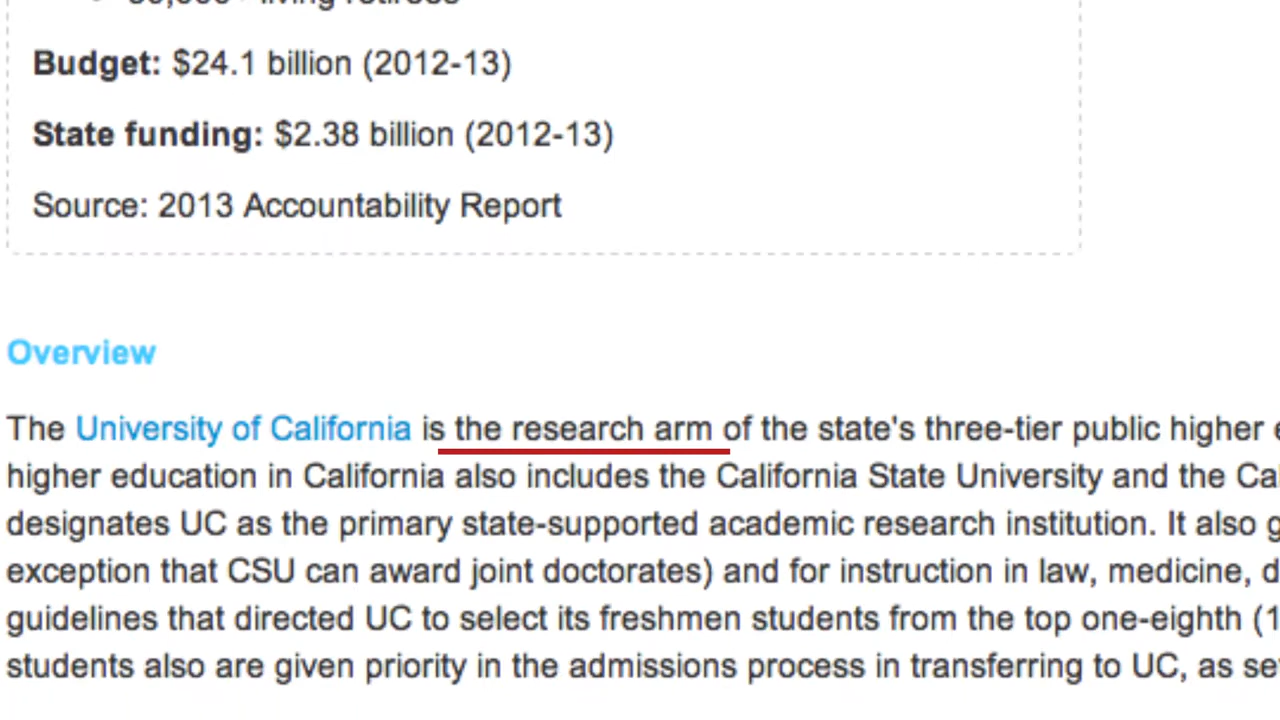 living retirees
Budget: $24.1 billion (2012-13)
State funding: $2.38 billion (2012-13)
Source: 2013 Accountability Report
Overview
The University of California is the research arm of the state's three-tier public higher
higher education in California also includes the California State University and the
designates UC as the primary state-supported academic research institution. It also
exception that CSU can award joint doctorates) and for instruction in law, medicine,
guidelines that directed UC to select its freshmen students from the top one-eighth (1
students also are given priority in the admissions process in transferring to UC, as